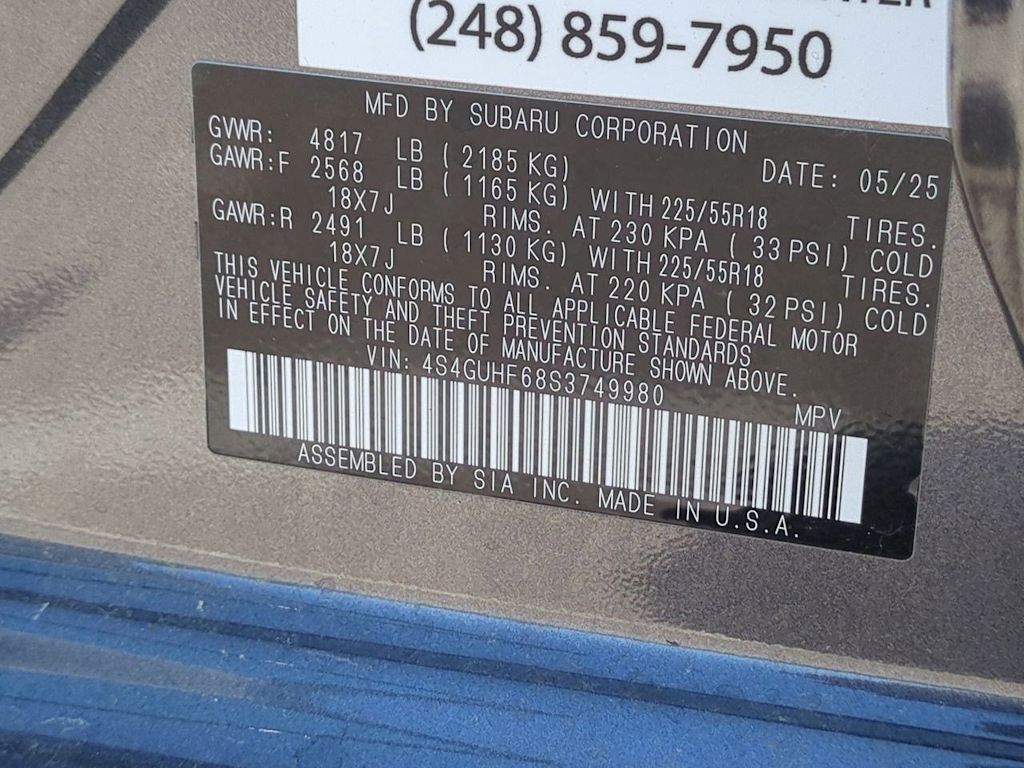 (248) 859-7950
MFD BY SUBARU CORPORATION
GVWR: 4817 LB ( 2185 KG) DATE: 05/25
GAWR:F 2568 LB ( 1165 KG) WITH 225/55R18 TIRES.
18X7J RIMS. AT 230 KPA ( 33 PSI) COLD
GAWR:R 2491 LB ( 1130 KG) WITH 225/55R18 TIRES.
18X7J RIMS. AT 220 KPA ( 32 PSI) COLD
THIS VEHICLE CONFORMS TO ALL APPLICABLE FEDERAL MOTOR
VEHICLE SAFETY AND THEFT PREVENTION STANDARDS
IN EFFECT ON THE DATE OF MANUFACTURE SHOWN ABOVE.
VIN: 4S4GUHF68S3749980 MPV
ASSEMBLED BY SIA INC. MADE IN U.S.A.